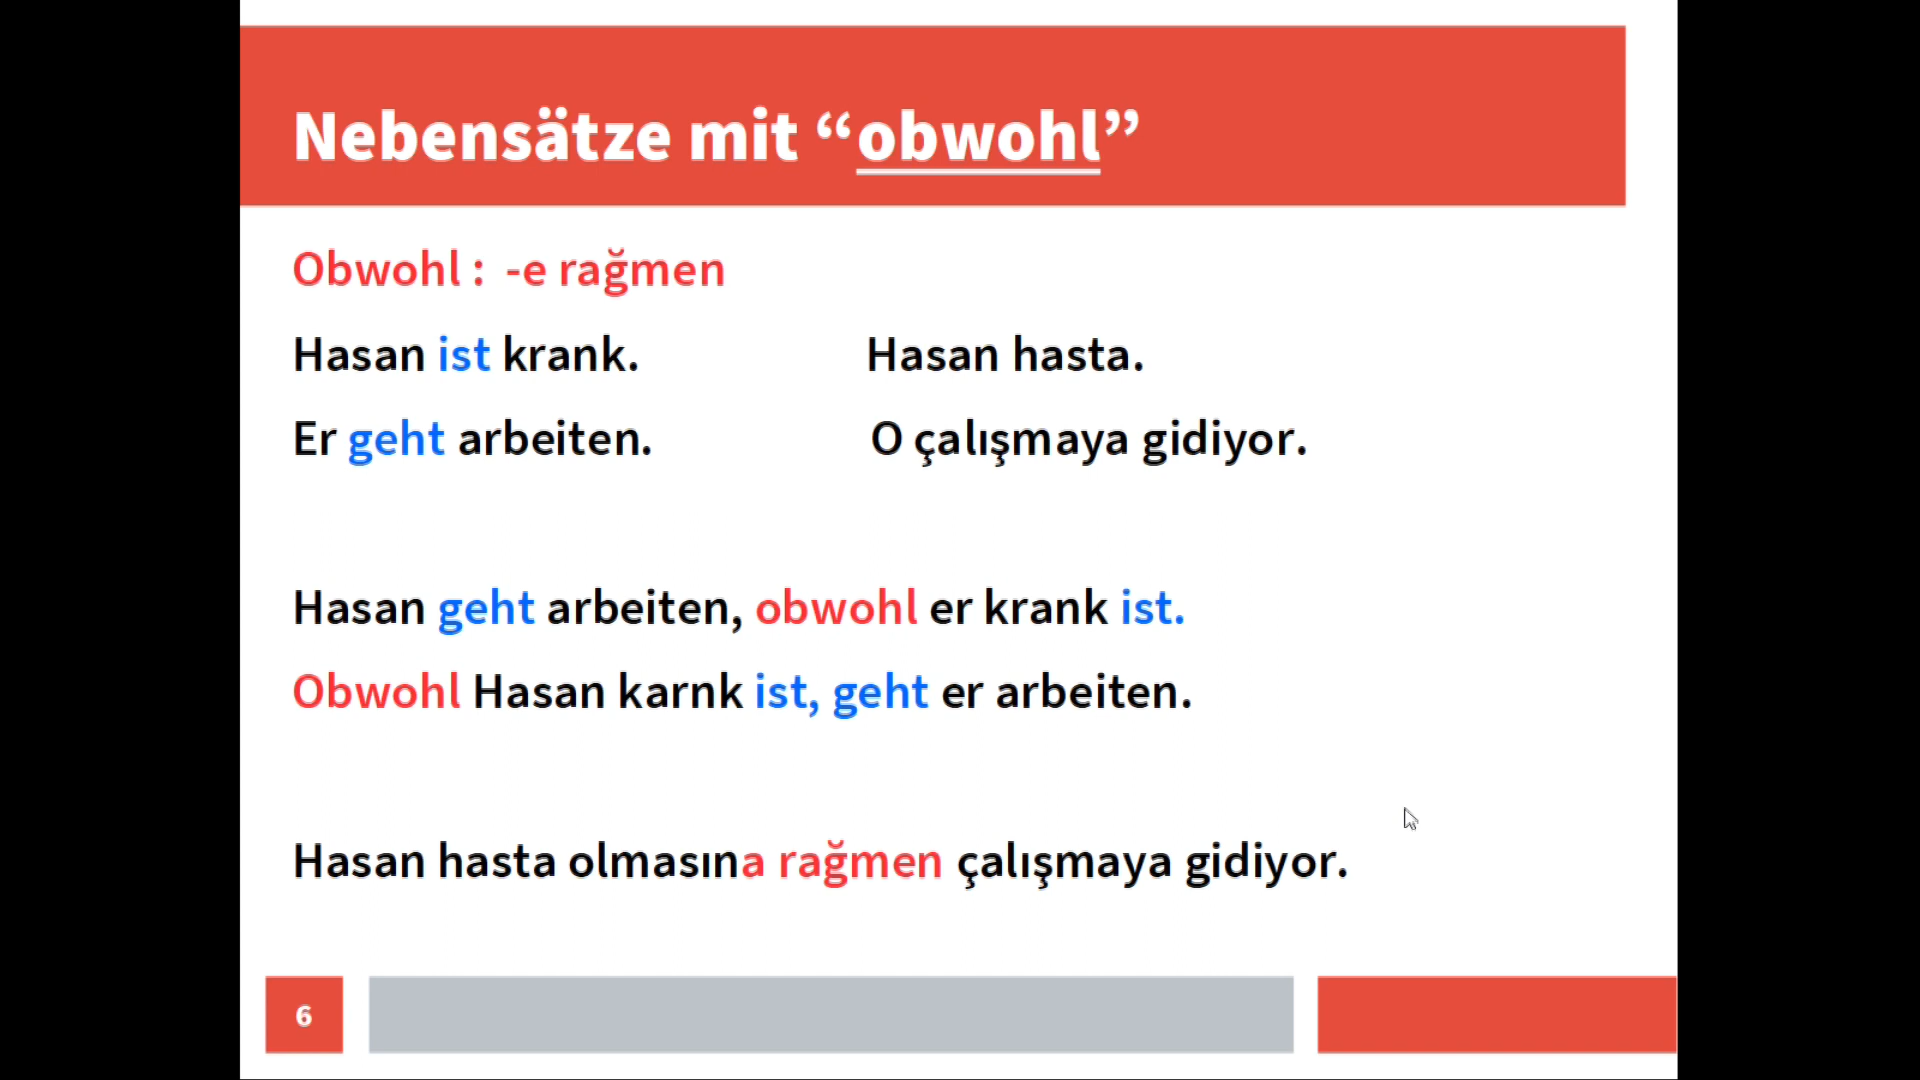 Nebensätze mit “obwohl”
Obwohl : -e rağmen
Hasan ist krank. Hasan hasta.
Er geht arbeiten. O çalışmaya gidiyor.
Hasan geht arbeiten, obwohl er krank ist.
Obwohl Hasan karnk ist, geht er arbeiten.
Hasan hasta olmasına rağmen çalışmaya gidiyor.
6